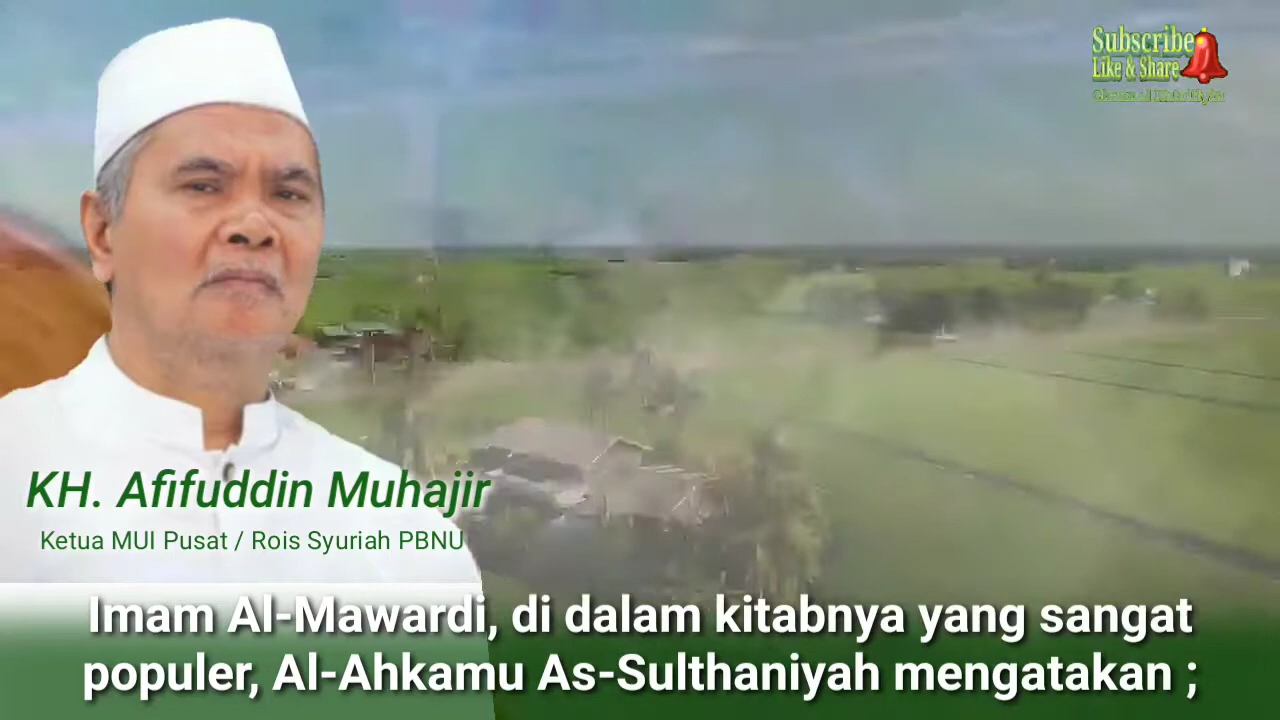 Subscribe
Like & Share
KH. Afifuddin Muhajir
Ketua MUI Pusat / Rois Syuriah PBNU
Imam Al-Mawardi, di dalam kitabnya yang sangat
populer, Al-Ahkamu As-Sulthaniyah mengatakan ;